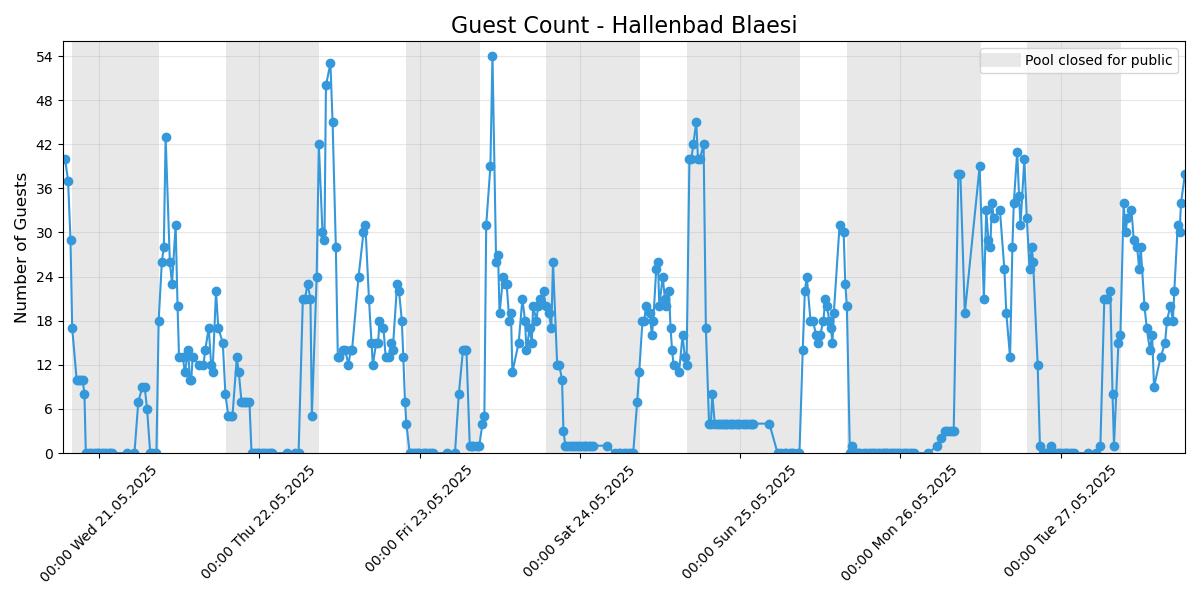 Guest Count - Hallenbad Blaesi
Pool closed for public
Number of Guests
54
48
42
36
30
24
18
12
6
0
00:00 Wed 21.05.2025
00:00 Thu 22.05.2025
00:00 Fri 23.05.2025
00:00 Sat 24.05.2025
00:00 Sun 25.05.2025
00:00 Mon 26.05.2025
00:00 Tue 27.05.2025